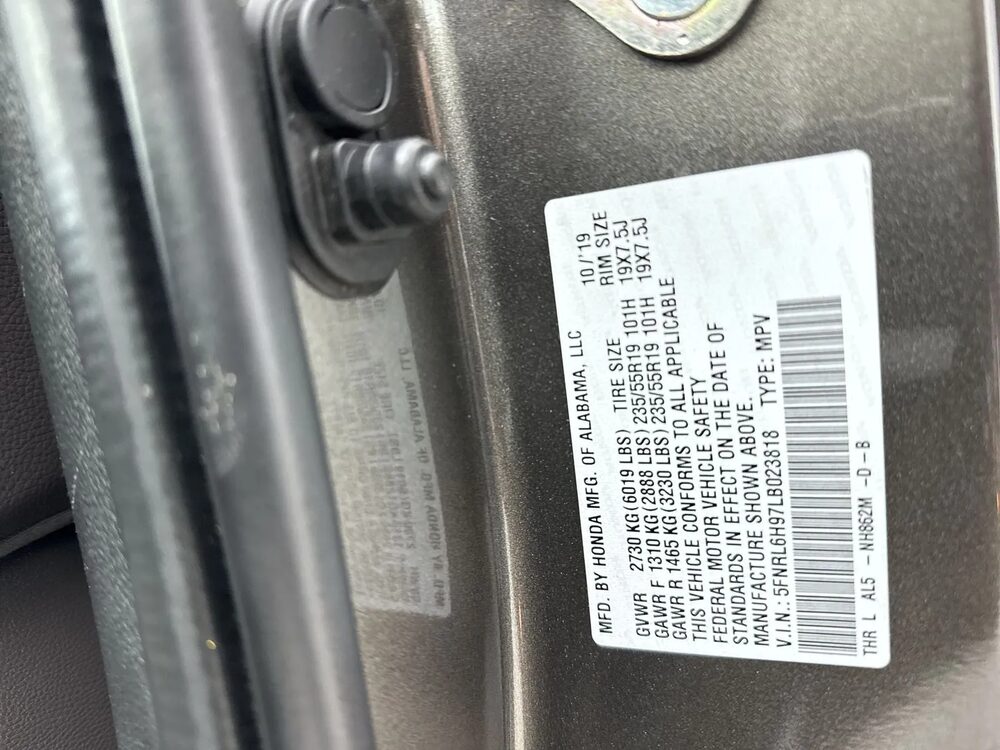 MFD. BY HONDA MFG. OF ALABAMA, LLC 10/'19
GVWR 2730 KG(6019 LBS) TIRE SIZE RIM SIZE
GAWR F 1310 KG(2888 LBS) 235/55R19 101H 19X7.5J
GAWR R 1465 KG(3230 LBS) 235/55R19 101H 19X7.5J
THIS VEHICLE CONFORMS TO ALL APPLICABLE
FEDERAL MOTOR VEHICLE SAFETY
STANDARDS IN EFFECT ON THE DATE OF
MANUFACTURE SHOWN ABOVE.
V.I.N.: 5FNRL6H97LB023818 TYPE: MPV
THR L AL5 -NH862M -D-B